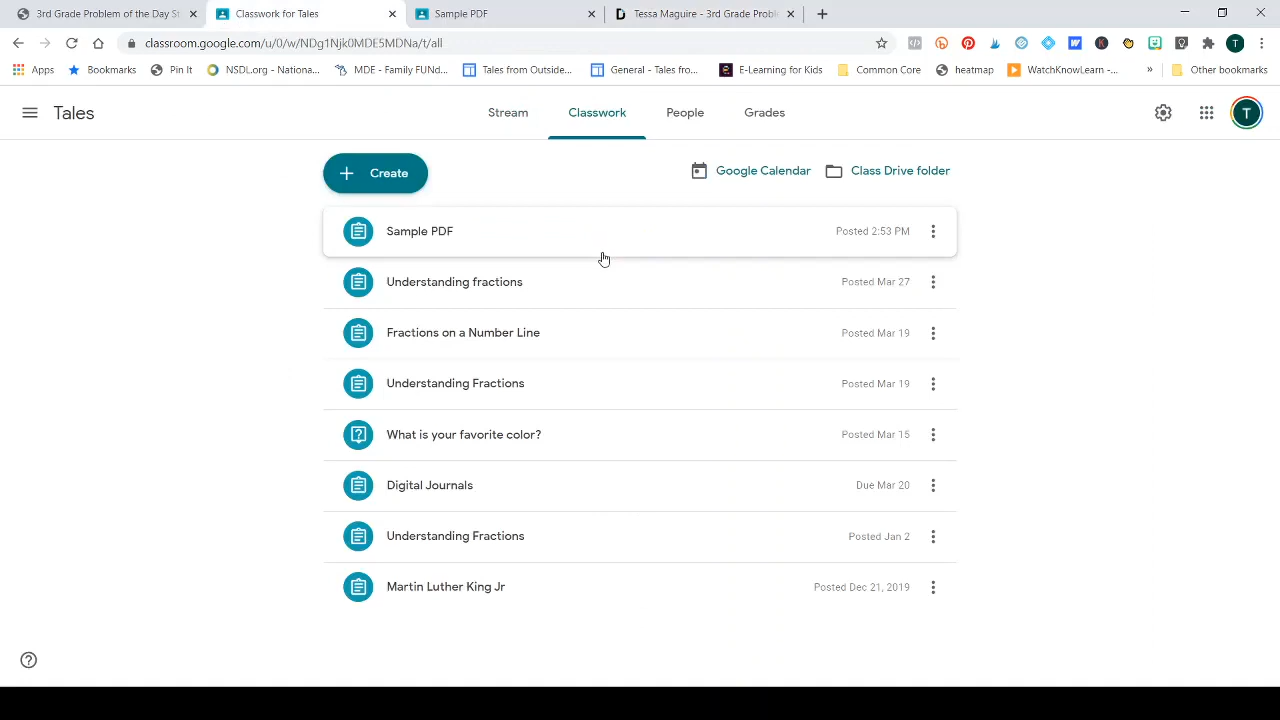 3rd Grade Problem of the Day St
Classwork for Tales
Sample PDF
Tessa Maguire - 3rd Grade Proble
classroom.google.com/u/0/w/NDg1Njk0MDE5MDNa/t/all
Apps
Bookmarks
Pin It
NSDL.org - Nationa...
MDE - Family FUNd...
Tales from Outside...
General - Tales fro...
E-Learning for Kids
Common Core
heatmap
WatchKnowLearn -...
»
Other bookmarks
Tales
Stream
Classwork
People
Grades
T
+ Create
Google Calendar
Class Drive folder
Sample PDF Posted 2:53 PM
Understanding fractions Posted Mar 27
Fractions on a Number Line Posted Mar 19
Understanding Fractions Posted Mar 19
What is your favorite color? Posted Mar 15
Digital Journals Due Mar 20
Understanding Fractions Posted Jan 2
Martin Luther King Jr Posted Dec 21, 2019